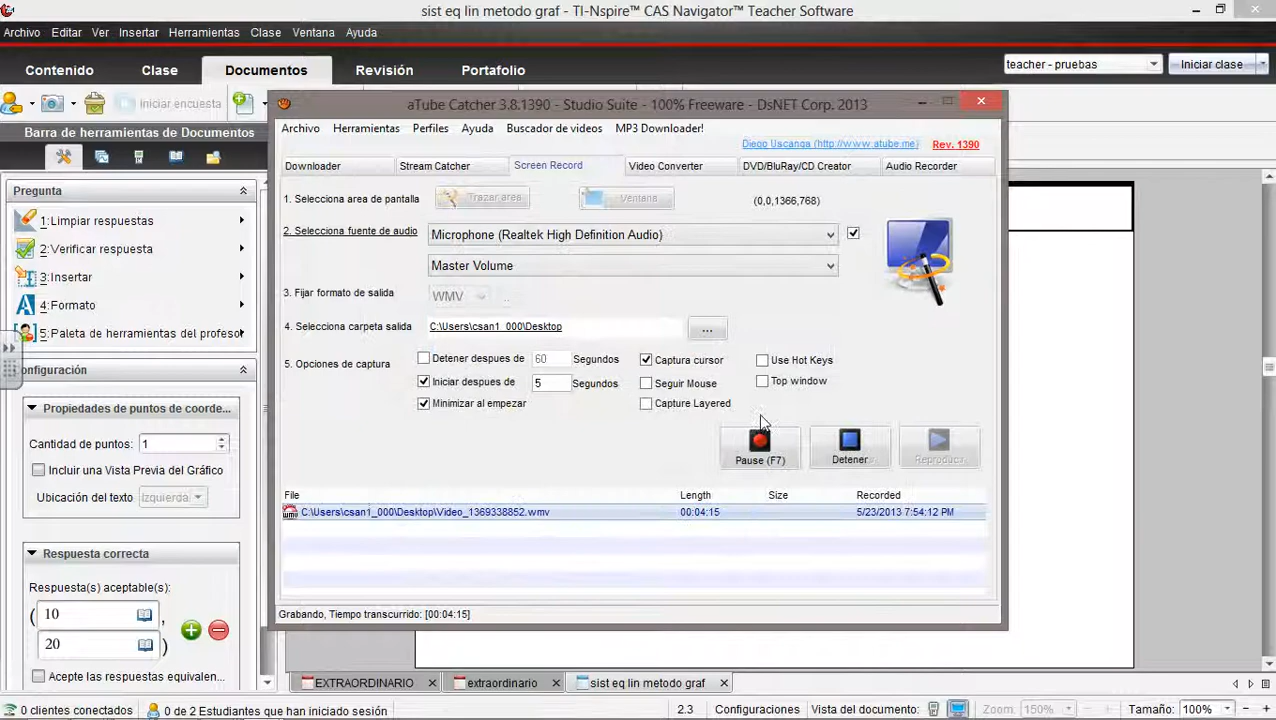 sist eq lin metodo graf - TI-Nspire™ CAS Navigator™ Teacher Software
Archivo Editar Ver Insertar Herramientas Clase Ventana Ayuda
Contenido Clase Documentos Revisión Portafolio
teacher - pruebas Iniciar clase
Iniciar encuesta
Barra de herramientas de Documentos
Pregunta
1:Limpiar respuestas
2:Verificar respuesta
3:Insertar
4:Formato
5:Paleta de herramientas del profesor
onfiguración
Propiedades de puntos de coorde...
Cantidad de puntos: 1
Incluir una Vista Previa del Gráfico
Ubicación del texto Izquierda
Respuesta correcta
Respuesta(s) aceptable(s):
( 10 ,
20 )
Acepte las respuestas equivalen...
aTube Catcher 3.8.1390 - Studio Suite - 100% Freeware - DsNET Corp. 2013
Archivo Herramientas Perfiles Ayuda Buscador de videos MP3 Downloader!
Diego Uscanga (http://www.atube.me) Rev. 1390
Downloader Stream Catcher Screen Record Video Converter DVD/BluRay/CD Creator Audio Recorder
1. Selecciona area de pantalla Trazar area Ventana (0,0,1366,768)
2. Selecciona fuente de audio Microphone (Realtek High Definition Audio)
Master Volume
3. Fijar formato de salida WMV ..
4. Selecciona carpeta salida C:\Users\csan1_000\Desktop ...
5. Opciones de captura Detener despues de 60 Segundos Captura cursor Use Hot Keys
Iniciar despues de 5 Segundos Seguir Mouse Top window
Minimizar al empezar Capture Layered
Pause (F7) Detener Reproducir
File Length Size Recorded
C:\Users\csan1_000\Desktop\Video_1369338852.wmv 00:04:15 5/23/2013 7:54:12 PM
Grabando, Tiempo transcurrido: [00:04:15]
EXTRAORDINARIO extraordinario sist eq lin metodo graf
0 clientes conectados 0 de 2 Estudiantes que han iniciado sesión 2.3 Configuraciones Vista del documento: Zoom: 150% Tamaño: 100%